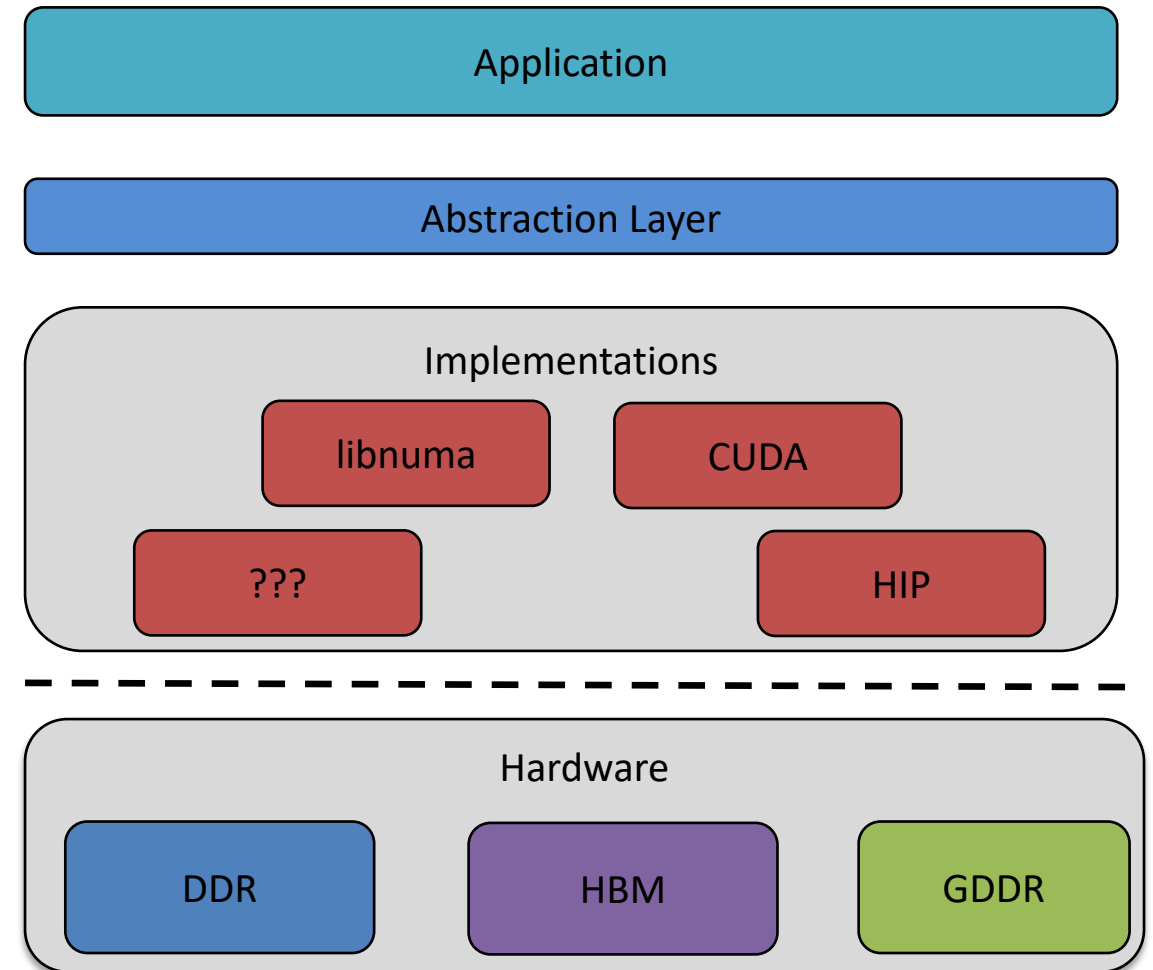 Application
Abstraction Layer
Implementations
libnuma
CUDA
???
HIP
Hardware
DDR
HBM
GDDR